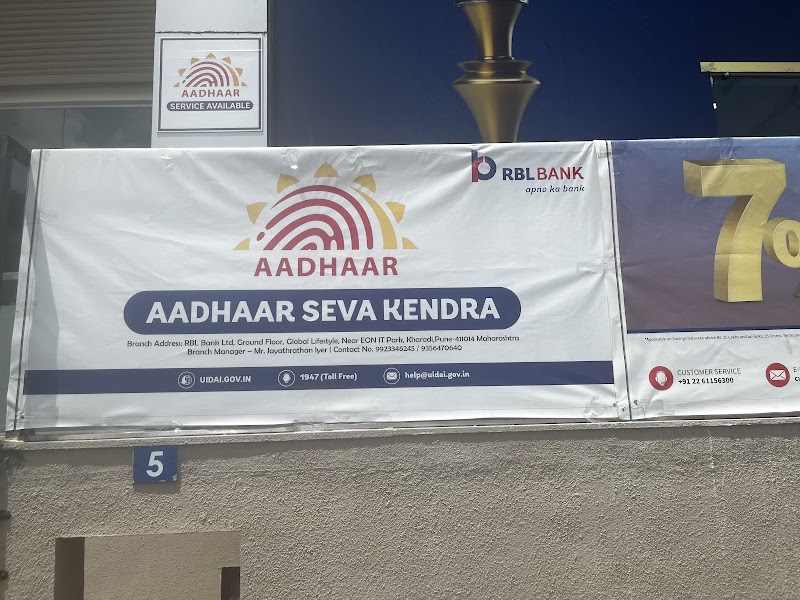 AADHAAR
SERVICE AVAILABLE
RBLBANK
apno ka bank
AADHAAR
AADHAAR SEVA KENDRA
Branch Address: RBL Bank Ltd, Ground Floor, Global Lifestyle, Near EON IT Park, Kharadi,Pune-411014 Maharashtra
Branch Manager – Mr. Jayathrathan Iyer | Contact No. 9923346245 / 9356470640
UIDAI.GOV.IN
1947 (Toll Free)
help@uidai.gov.in
7%
CUSTOMER SERVICE
+91 22 61156300
5